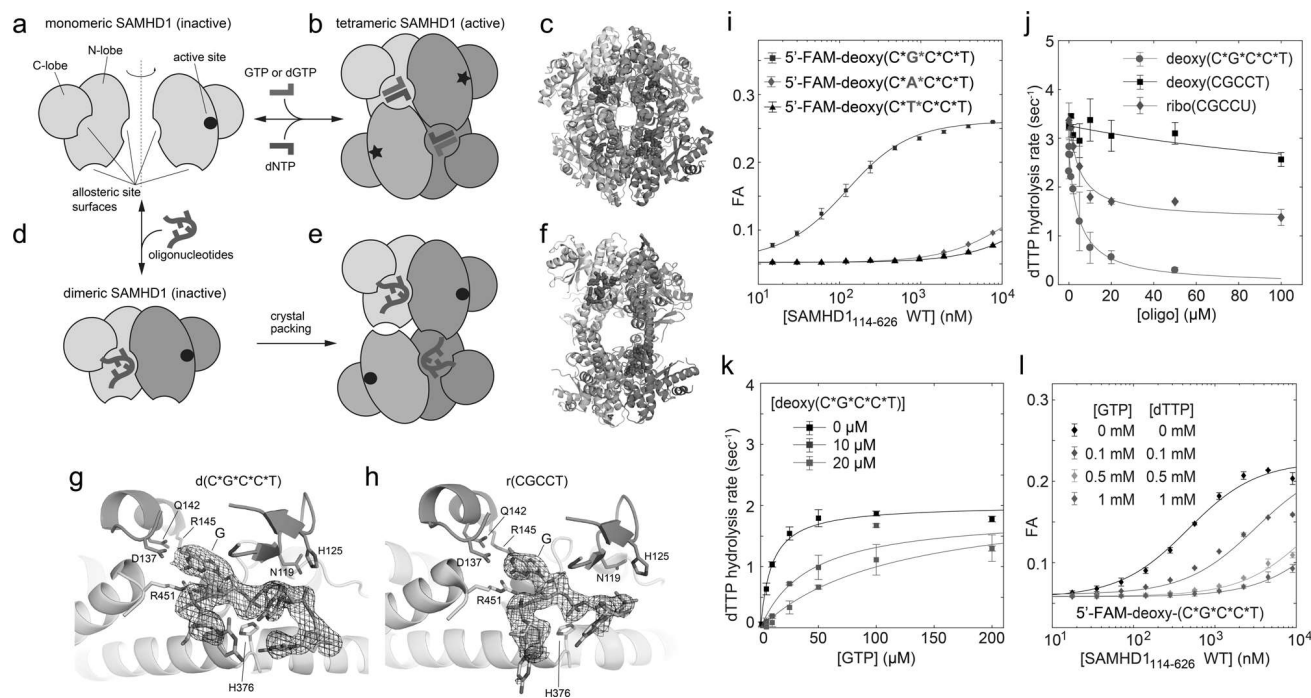 a
monomeric SAMHD1 (inactive)
N-lobe
C-lobe
active site
allosteric site
surfaces
GTP or dGTP
dNTP
b
tetrameric SAMHD1 (active)
c
d
oligonucleotides
dimeric SAMHD1 (inactive)
crystal
packing
e
f
g
d(C*G*C*C*T)
Q142
R145
G
D137
H125
N119
R451
H376
h
r(CGCCT)
Q142
R145
G
D137
H125
N119
R451
H376
i
5'-FAM-deoxy(C*G*C*C*T)
5'-FAM-deoxy(C*A*C*C*T)
5'-FAM-deoxy(C*T*C*C*T)
0.3
0.2
0.1
FA
10¹
10²
10³
10⁴
[SAMHD1₁₁₄₋₆₂₆ WT] (nM)
j
deoxy(C*G*C*C*T)
deoxy(CGCCT)
ribo(CGCCU)
5
4
3
2
1
0
dTTP hydrolysis rate (sec⁻¹)
0
20
40
60
80
100
[oligo] (µM)
k
[deoxy(C*G*C*C*T)]
0 µM
10 µM
20 µM
4
3
2
1
0
dTTP hydrolysis rate (sec⁻¹)
0
50
100
150
200
[GTP] (µM)
l
[GTP] [dTTP]
0 mM 0 mM
0.1 mM 0.1 mM
0.5 mM 0.5 mM
1 mM 1 mM
0.3
0.2
0.1
FA
5'-FAM-deoxy-(C*G*C*C*T)
10¹
10²
10³
10⁴
[SAMHD1₁₁₄₋₆₂₆ WT] (nM)